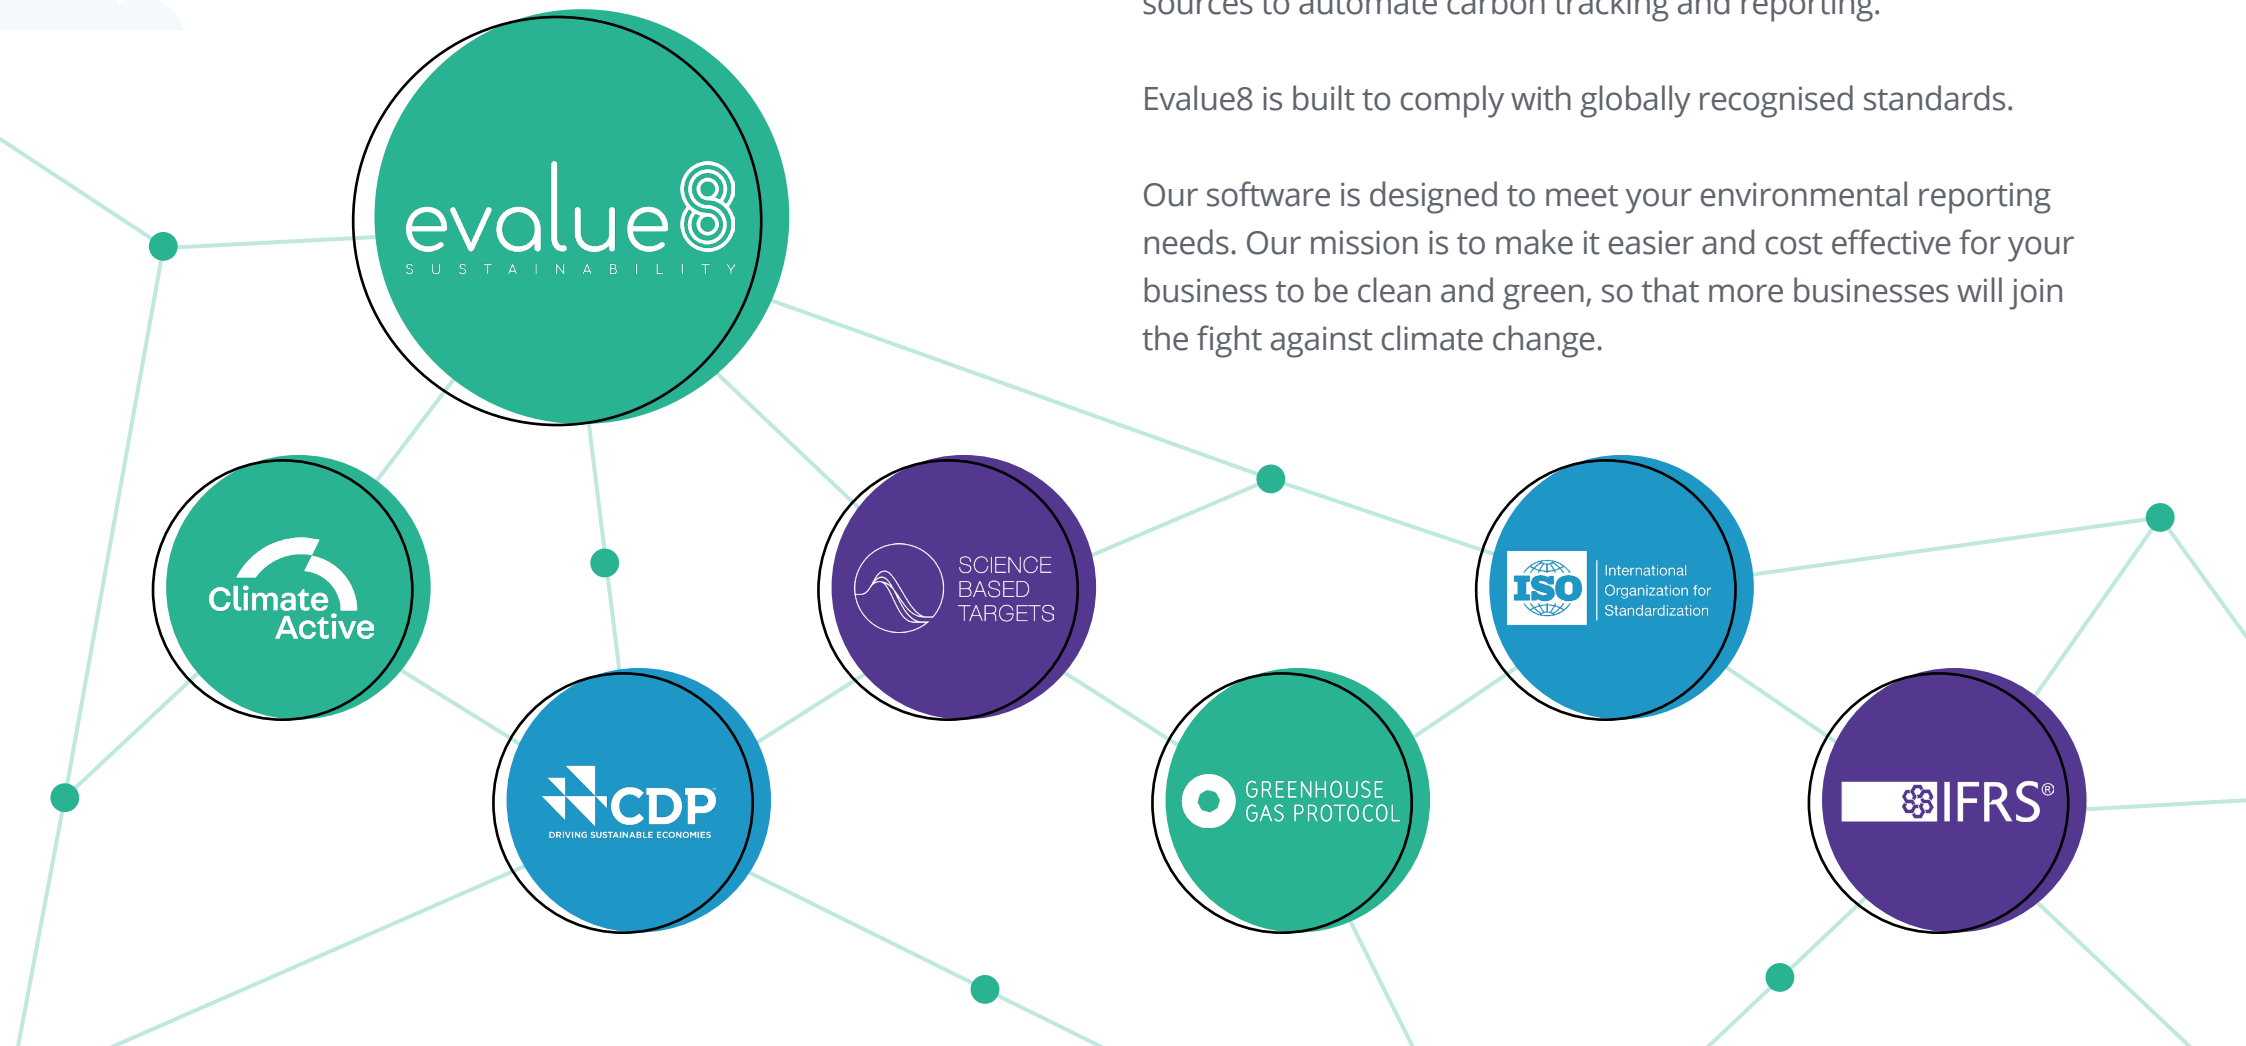 sources to automate carbon tracking and reporting.
Evalue8 is built to comply with globally recognised standards.
Our software is designed to meet your environmental reporting
needs. Our mission is to make it easier and cost effective for your
business to be clean and green, so that more businesses will join
the fight against climate change.
evalue8
SUSTAINABILITY
Climate
Active
SCIENCE
BASED
TARGETS
ISO
International
Organization for
Standardization
CDP
DRIVING SUSTAINABLE ECONOMIES
GREENHOUSE
GAS PROTOCOL
IFRS®